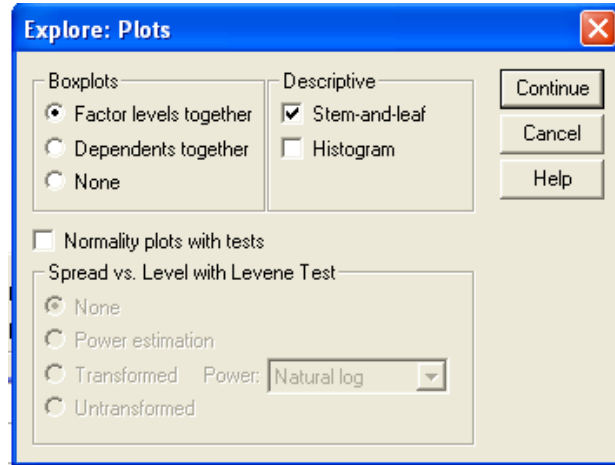 Explore: Plots
Boxplots
Factor levels together
Dependents together
None
Descriptive
Stem-and-leaf
Histogram
Continue
Cancel
Help
Normality plots with tests
Spread vs. Level with Levene Test
None
Power estimation
Transformed Power: Natural log
Untransformed